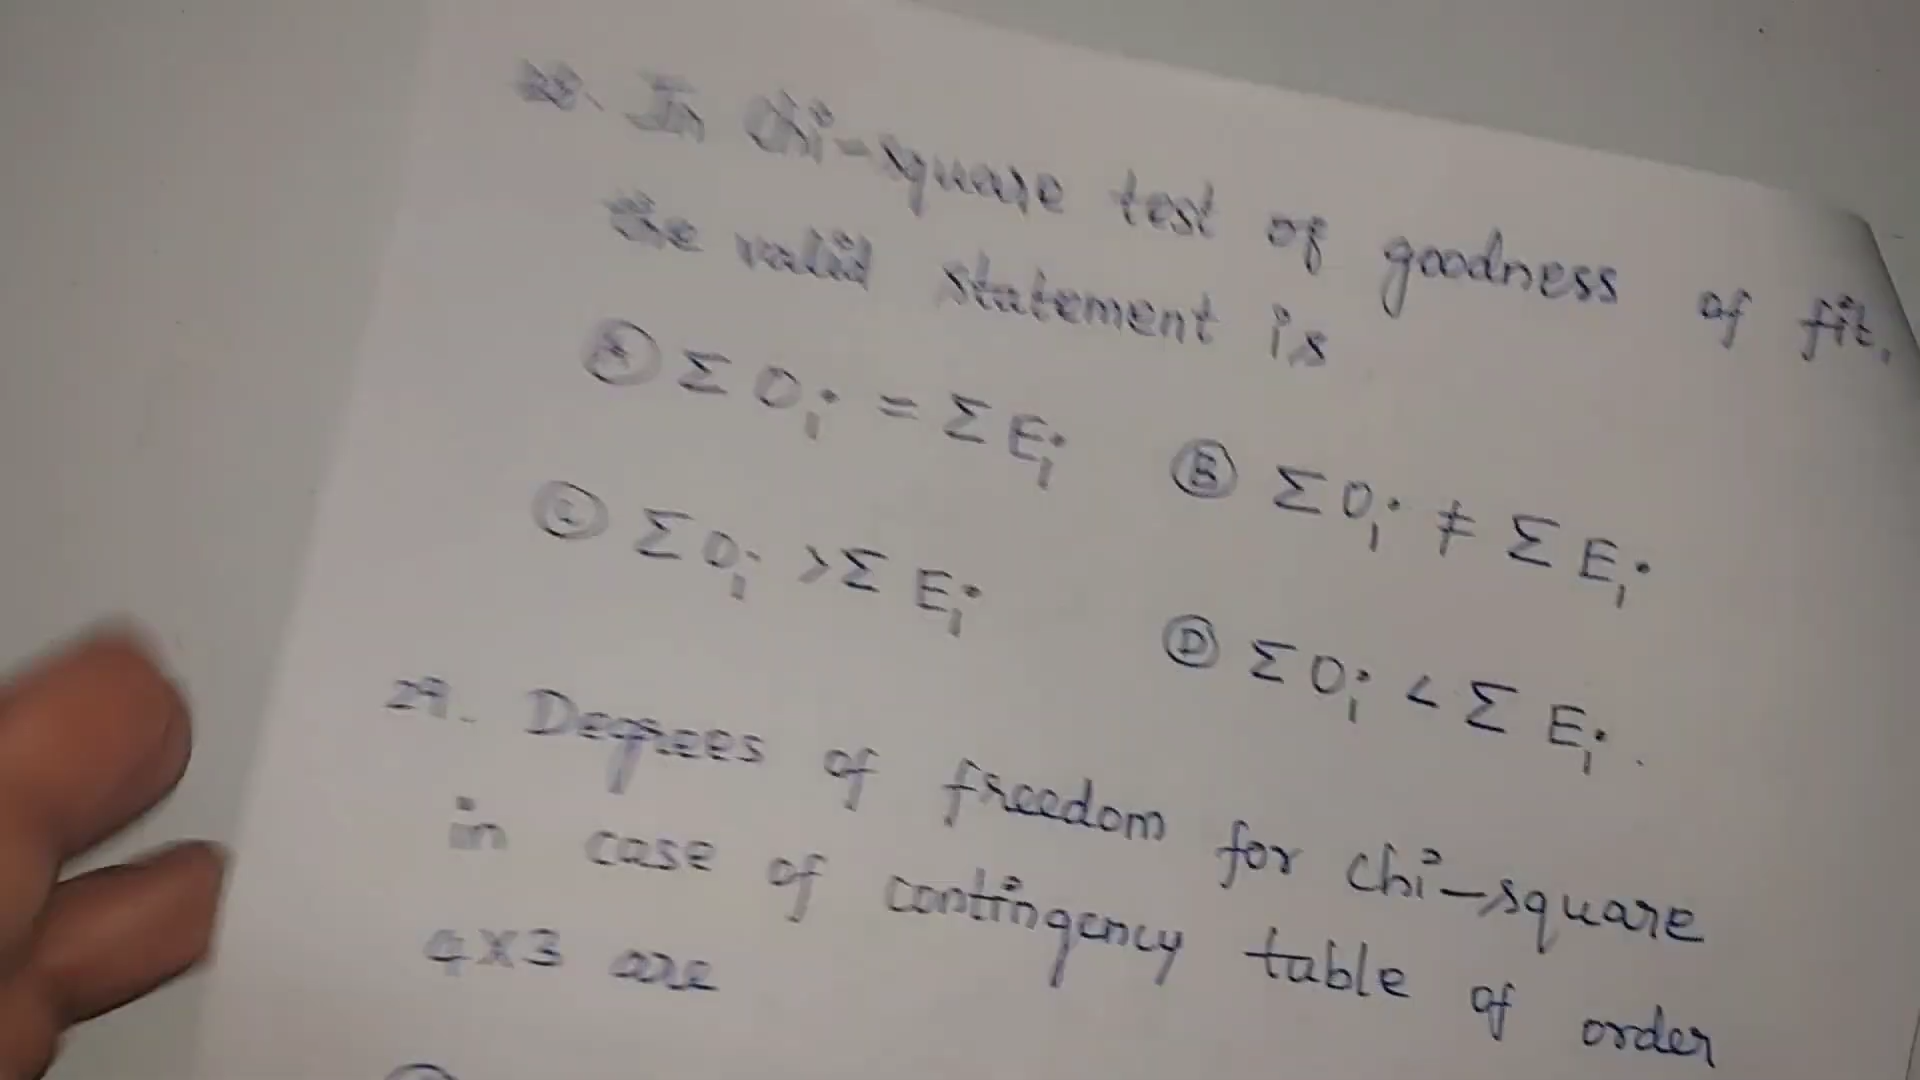 28. In Chi-square test of goodness of fit,
the valid statement is
Ⓐ Σ Oi = Σ Ei Ⓑ Σ Oi ≠ Σ Ei
Ⓒ Σ Oi > Σ Ei Ⓓ Σ Oi < Σ Ei.
29. Degrees of freedom for chi-square
in case of contingency table of order
4×3 are